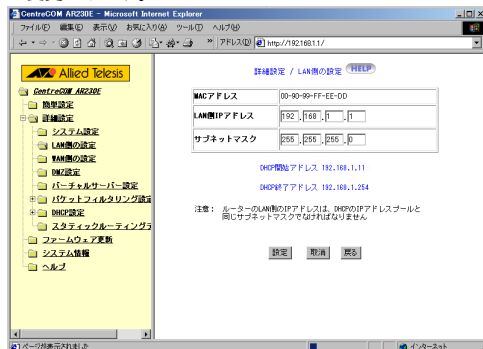 CentreCOM AR230E - Microsoft Internet Explorer
ファイル(F) 編集(E) 表示(V) お気に入り(A) ツール(T) ヘルプ(H)
アドレス(D) http://192.168.1.1/
Allied Telesis
CentreCOM AR230E
簡単設定
詳細設定
システム設定
LAN側の設定
WAN側の設定
DMZ設定
バーチャルサーバー設定
パケットフィルタリング設定
DHCP設定
スタティックルーティングテ
ファームウェア更新
システム情報
ヘルプ
詳細設定 / LAN側の設定 HELP
MACアドレス 00-90-99-FF-EE-DD
LAN側IPアドレス 192 . 168 . 1 . 1
サブネットマスク 255 . 255 . 255 . 0
DHCP開始アドレス 192.168.1.11
DHCP終了アドレス 192.168.1.254
注意： ルーターのLAN側のIPアドレスは、DHCPのIPアドレスプールと
同じサブネットマスクでなければなりません
設定 取消 戻る
ページが表示されました インターネット